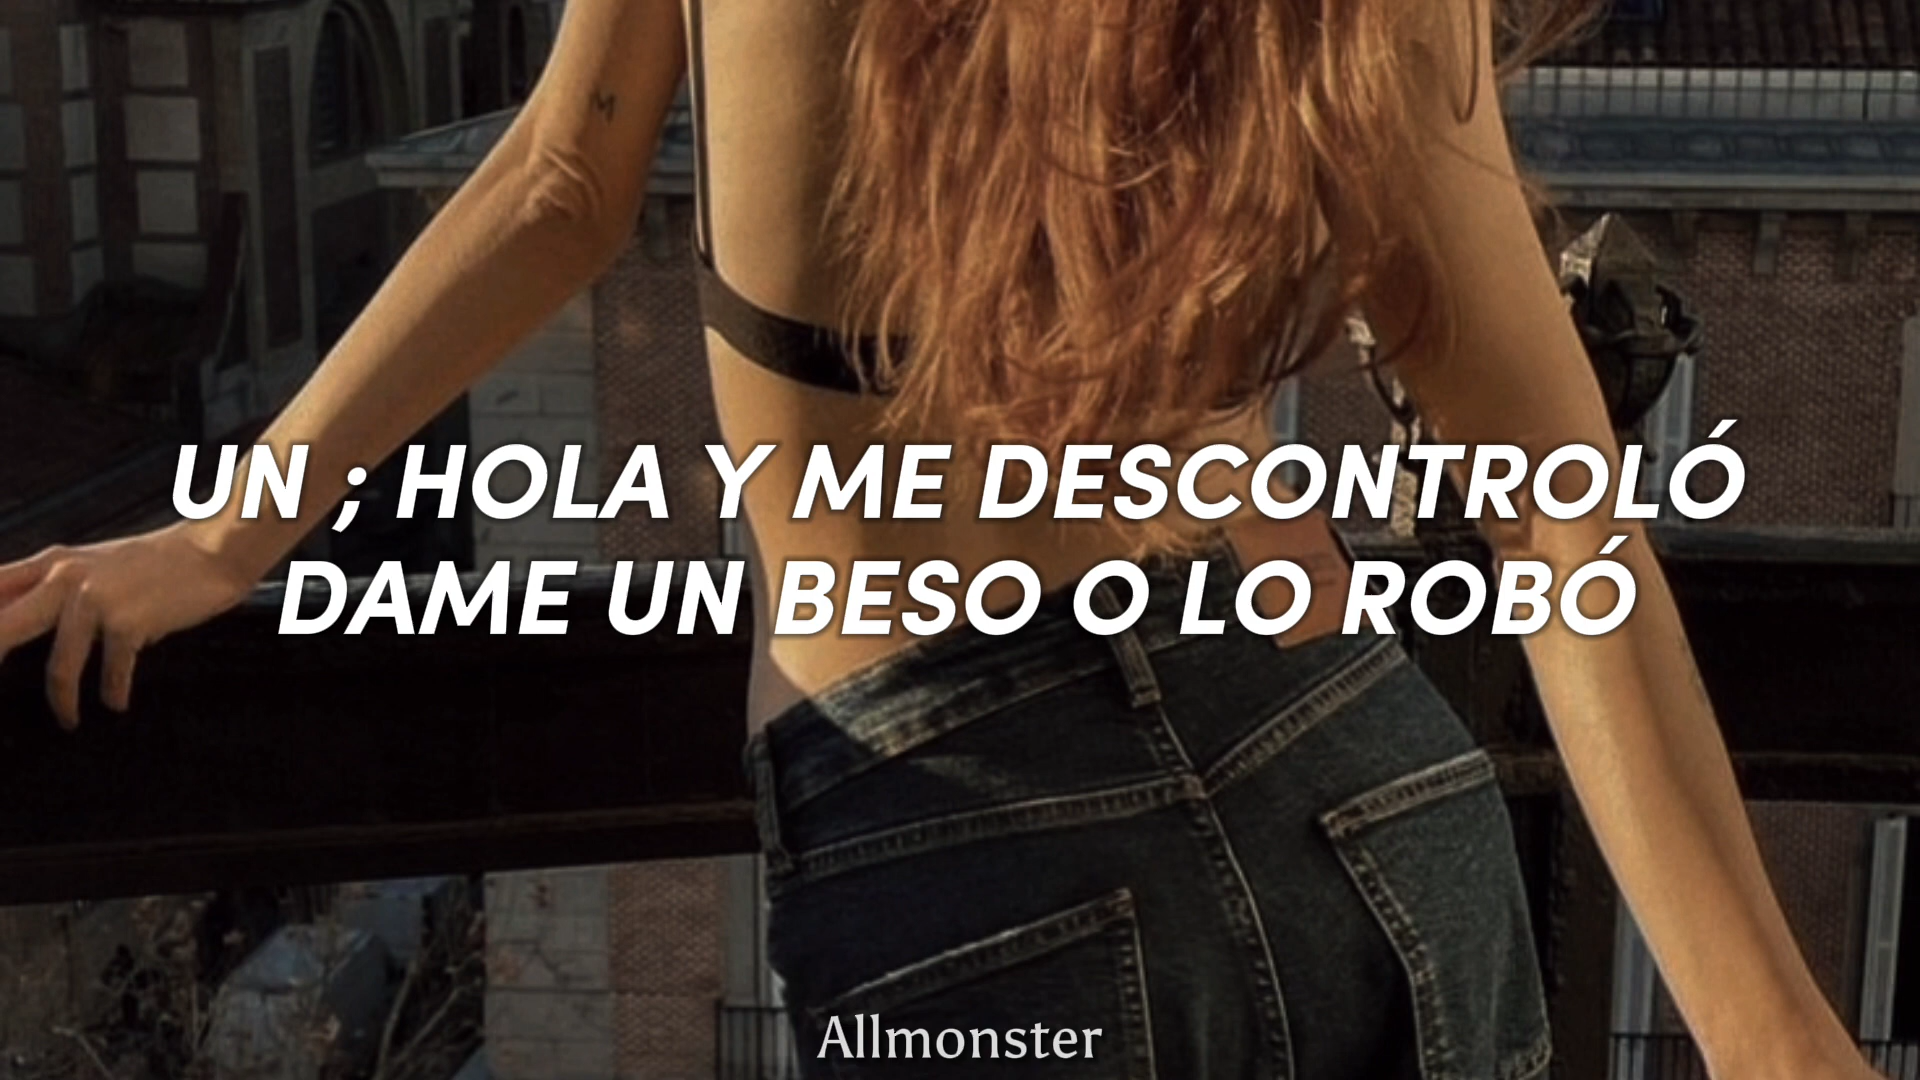 M
UN ; HOLA Y ME DESCONTROLÓ
DAME UN BESO O LO ROBÓ
Allmonster